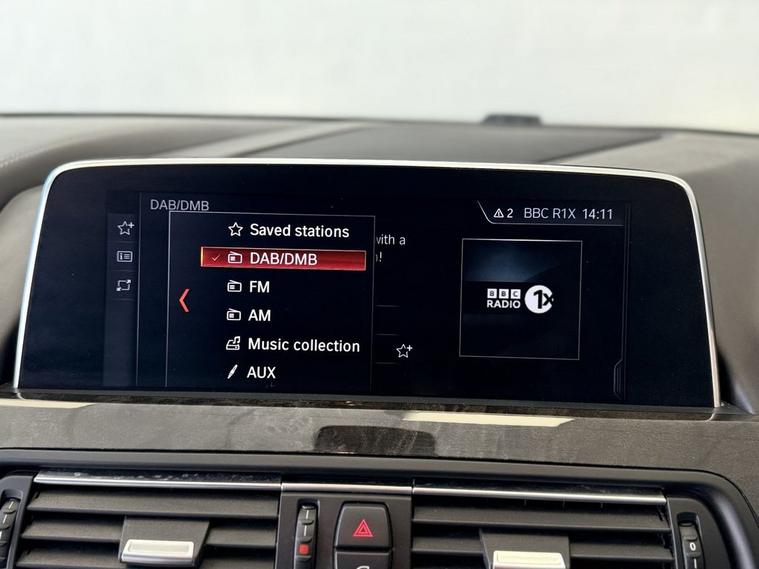 DAB/DMB
2 BBC R1X 14:11
Saved stations
DAB/DMB
with a
!
FM
AM
Music collection
AUX
BBC
RADIO 1X
0